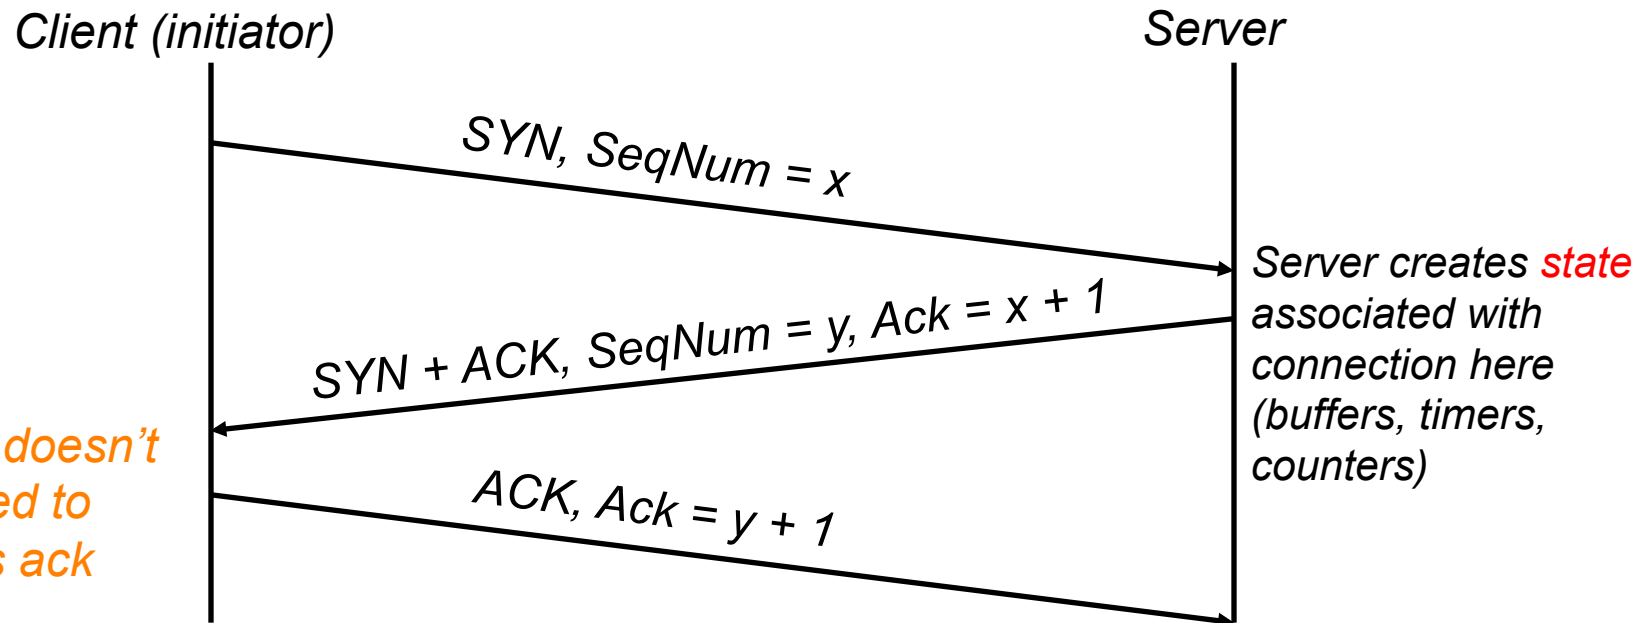 Client (initiator)
Server
SYN, SeqNum = x
Server creates state
associated with
connection here
(buffers, timers,
counters)
SYN + ACK, SeqNum = y, Ack = x + 1
doesn’t
ed to
s ack
ACK, Ack = y + 1